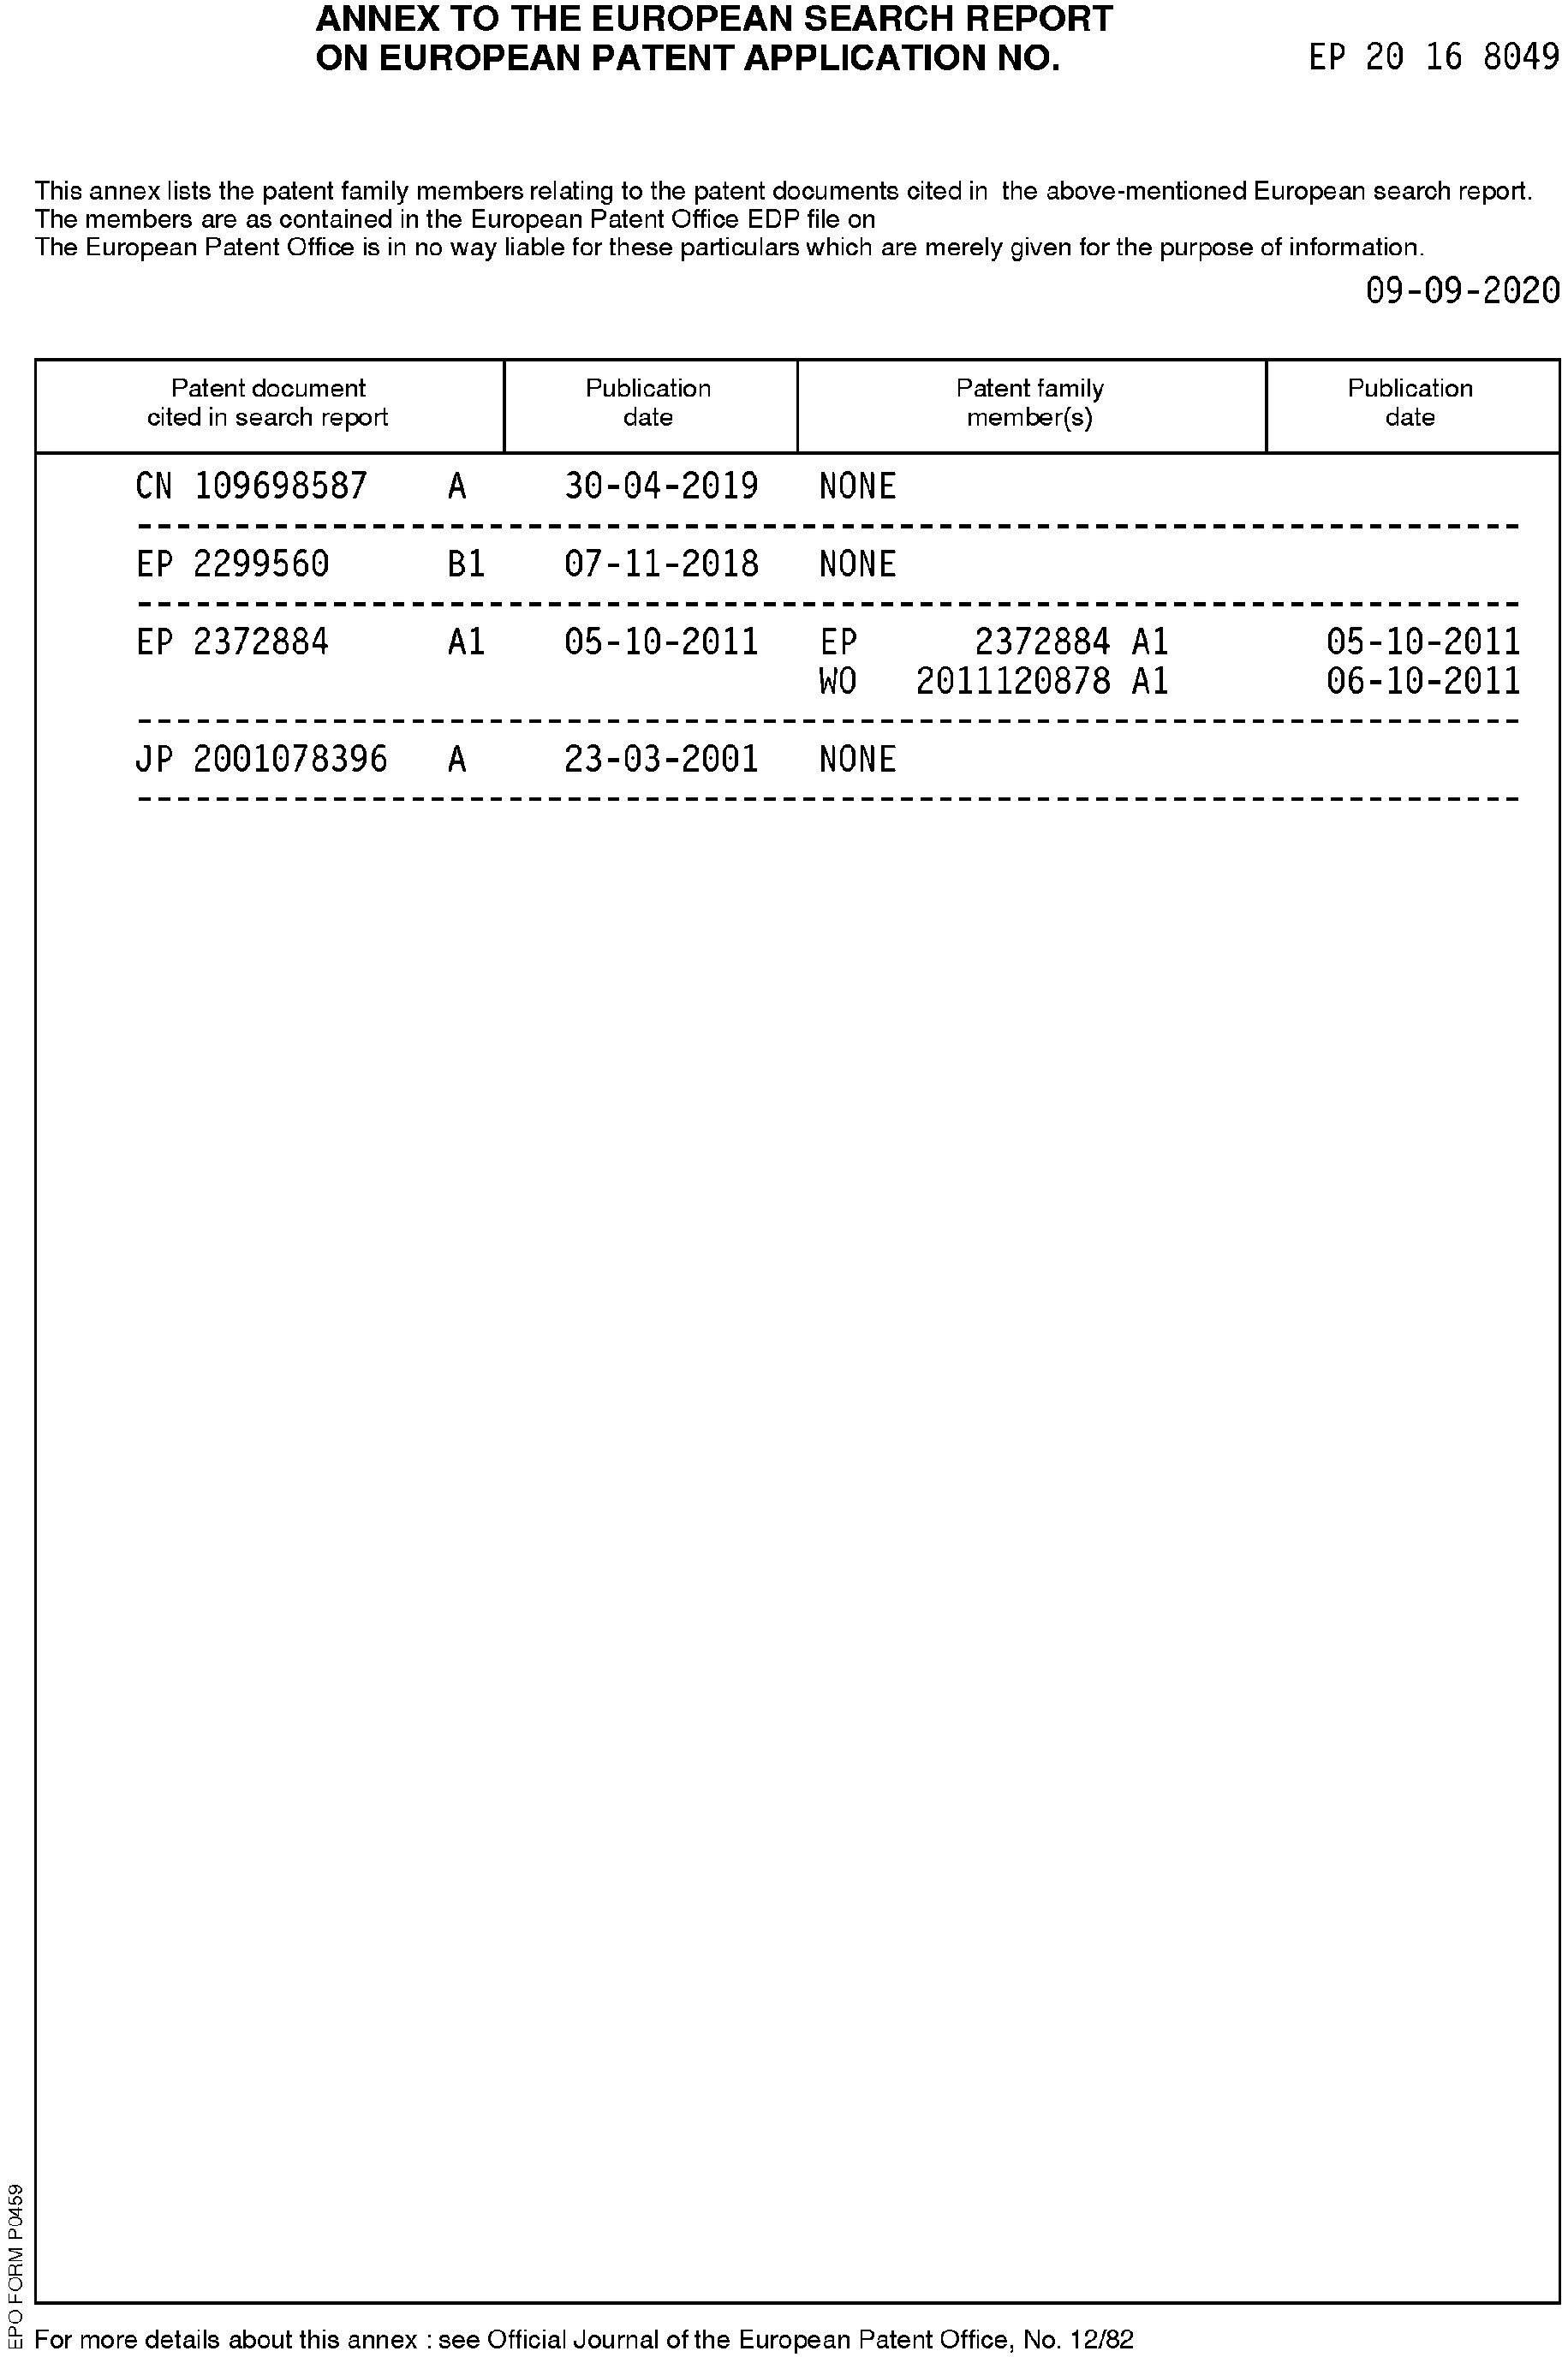 ANNEX TO THE EUROPEAN SEARCH REPORT
ON EUROPEAN PATENT APPLICATION NO. EP 20 16 8049
This annex lists the patent family members relating to the patent documents cited in the above-mentioned European search report.
The members are as contained in the European Patent Office EDP file on
The European Patent Office is in no way liable for these particulars which are merely given for the purpose of information.
09-09-2020
Patent document cited in search report Publication date Patent family member(s) Publication date
CN 109698587 A 30-04-2019 NONE
EP 2299560 B1 07-11-2018 NONE
EP 2372884 A1 05-10-2011 EP 2372884 A1 05-10-2011
WO 2011120878 A1 06-10-2011
JP 2001078396 A 23-03-2001 NONE
EPO FORM P0459
For more details about this annex : see Official Journal of the European Patent Office, No. 12/82